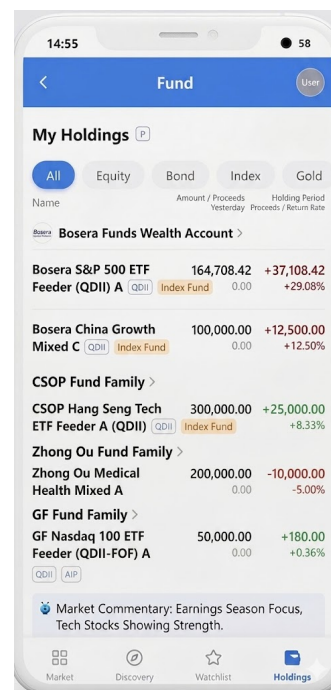 14:55
58
Fund
User
My Holdings P
All Equity Bond Index Gold
Name Amount / Proceeds Holding Period
Yesterday Proceeds / Return Rate
Bosera Bosera Funds Wealth Account >
Bosera S&P 500 ETF 164,708.42 +37,108.42
Feeder (QDII) A QDII Index Fund 0.00 +29.08%
Bosera China Growth 100,000.00 +12,500.00
Mixed C QDII Index Fund 0.00 +12.50%
CSOP Fund Family >
CSOP Hang Seng Tech 300,000.00 +25,000.00
ETF Feeder A (QDII) QDII Index Fund +8.33%
Zhong Ou Fund Family >
Zhong Ou Medical 200,000.00 -10,000.00
Health Mixed A 0.00 -5.00%
GF Fund Family >
GF Nasdaq 100 ETF 50,000.00 +180.00
Feeder (QDII-FOF) A 0.00 +0.36%
QDII AIP
Market Commentary: Earnings Season Focus,
Tech Stocks Showing Strength.
Market Discovery Watchlist Holdings